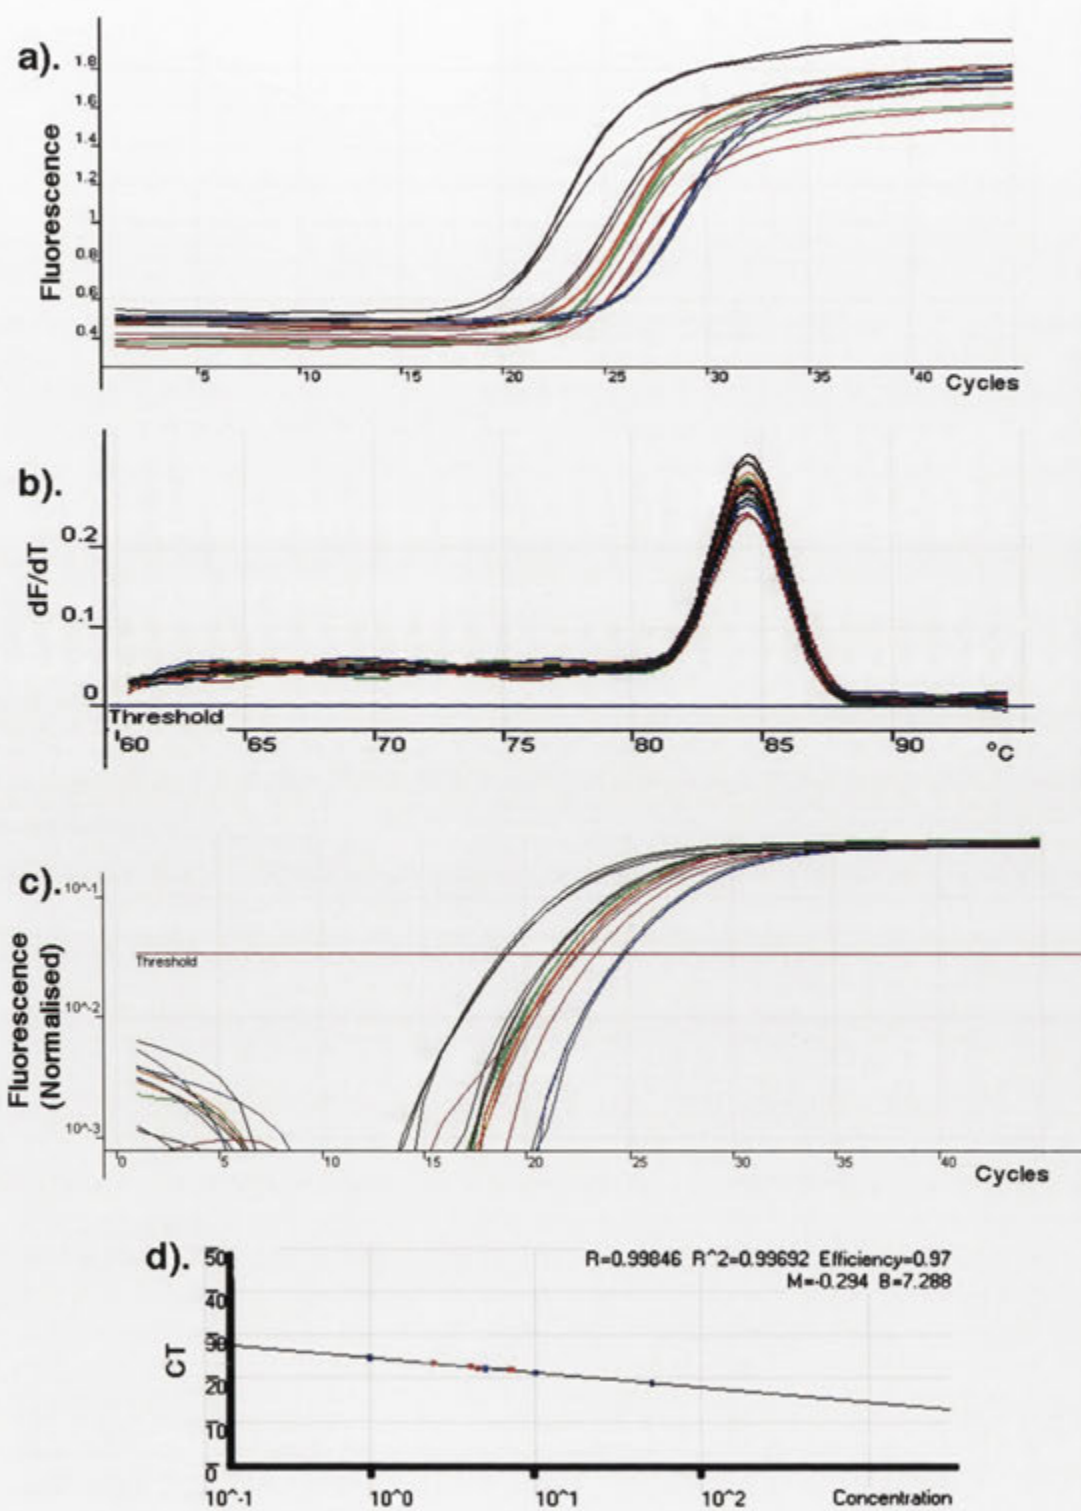 a).
Fluorescence
1.8
1.6
1.4
1.2
1
0.8
0.6
0.4
5 10 15 20 25 30 35 40 Cycles
b).
dF/dT
0.2
0.1
0
Threshold
60 65 70 75 80 85 90 °C
c).
Fluorescence
(Normalised)
10^-1
Threshold
10^-2
10^-3
0 5 10 15 20 25 30 35 40 Cycles
d).
R=0.99846 R^2=0.99692 Efficiency=0.97
M=-0.294 B=7.288
CT
50
40
30
20
10
0
10^-1 10^0 10^1 10^2 Concentration